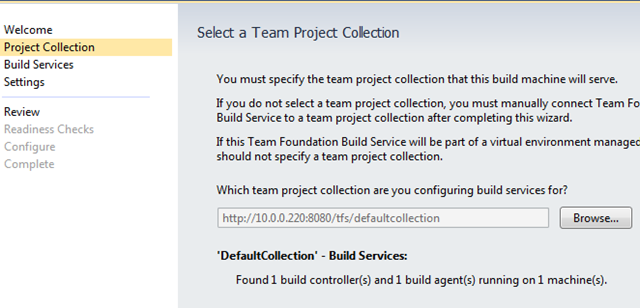 Welcome
Project Collection
Build Services
Settings
Review
Readiness Checks
Configure
Complete
Select a Team Project Collection
You must specify the team project collection that this build machine will serve.
If you do not select a team project collection, you must manually connect Team Fo
Build Service to a team project collection after completing this wizard.
If this Team Foundation Build Service will be part of a virtual environment managed
should not specify a team project collection.
Which team project collection are you configuring build services for?
http://10.0.0.220:8080/tfs/defaultcollection
Browse...
'DefaultCollection' - Build Services:
Found 1 build controller(s) and 1 build agent(s) running on 1 machine(s).